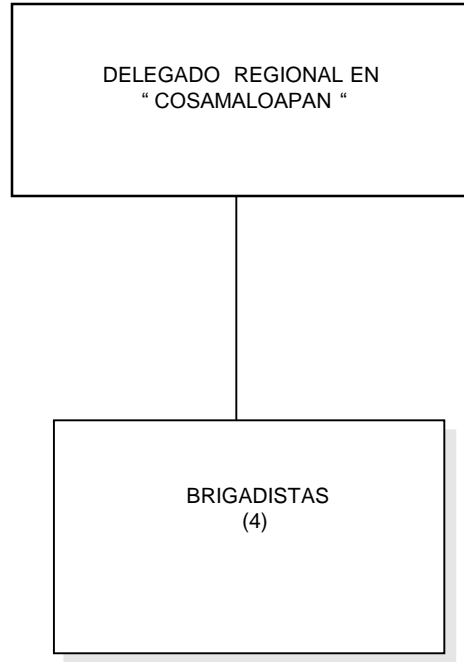 DELEGADO REGIONAL EN
“ COSAMALOAPAN “
BRIGADISTAS
(4)